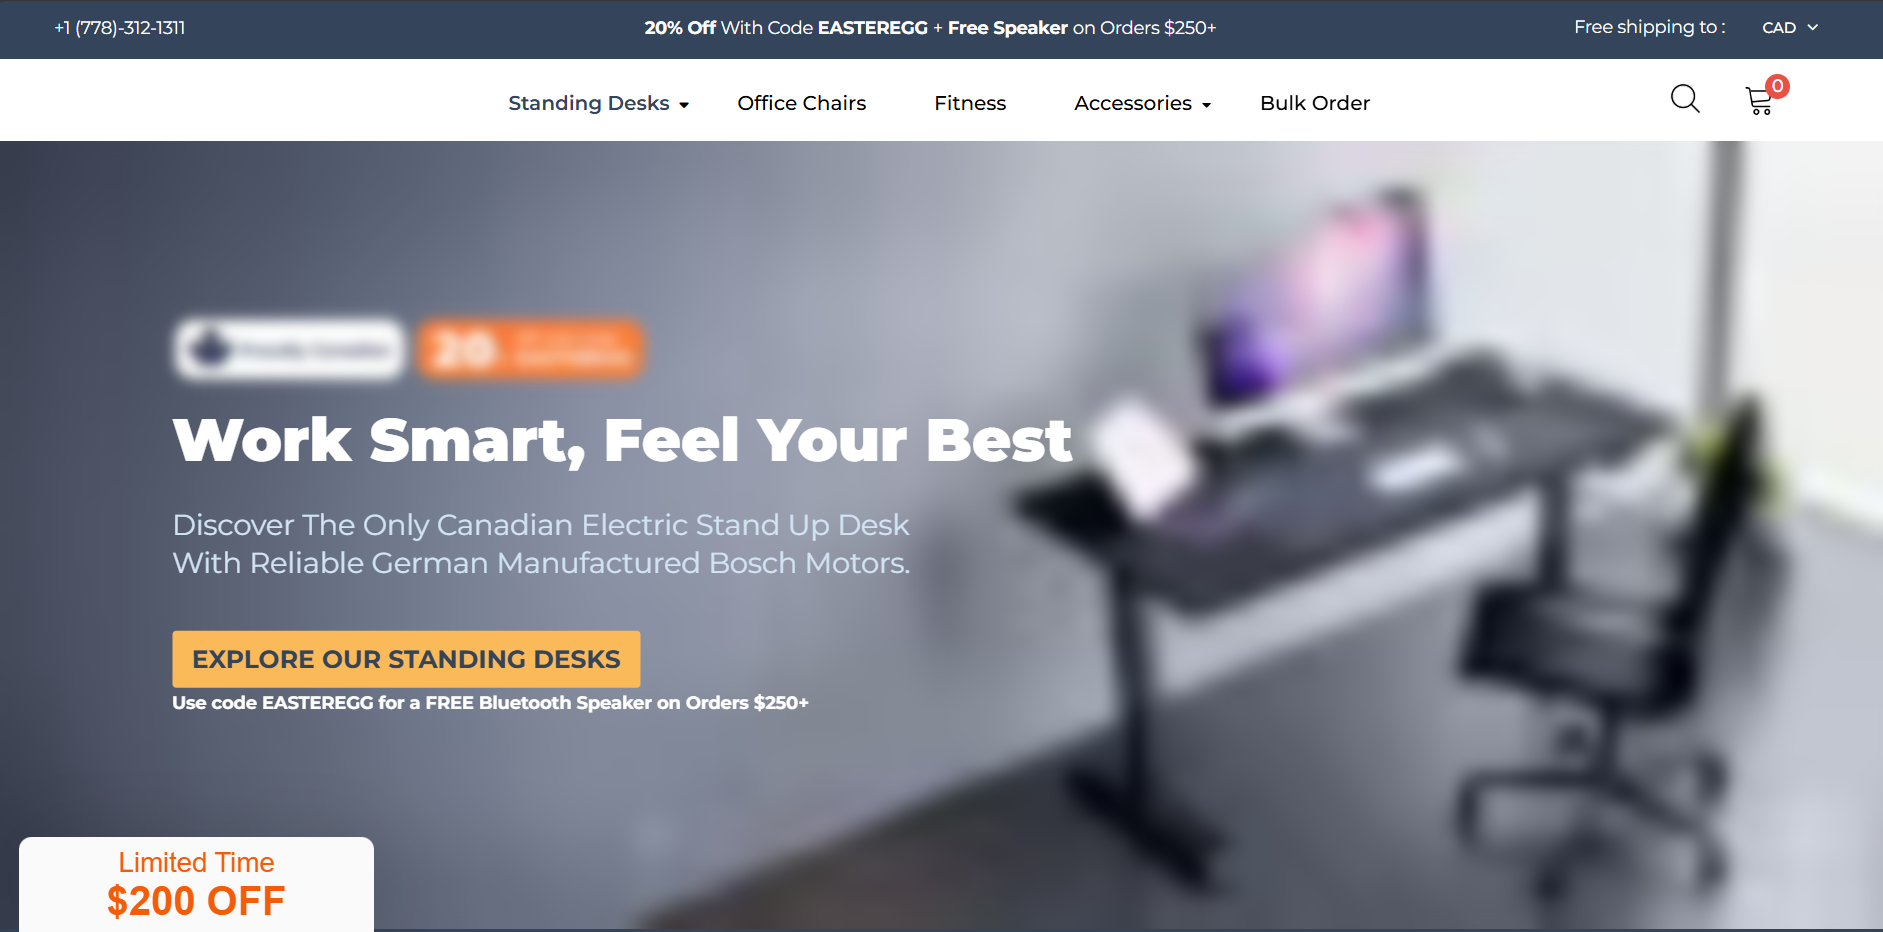 +1 (778)-312-1311
20% Off With Code EASTEREGG + Free Speaker on Orders $250+
Free shipping to :
CAD
Standing Desks
Office Chairs
Fitness
Accessories
Bulk Order
0
20
Work Smart, Feel Your Best
Discover The Only Canadian Electric Stand Up Desk
With Reliable German Manufactured Bosch Motors.
EXPLORE OUR STANDING DESKS
Use code EASTEREGG for a FREE Bluetooth Speaker on Orders $250+
Limited Time
$200 OFF